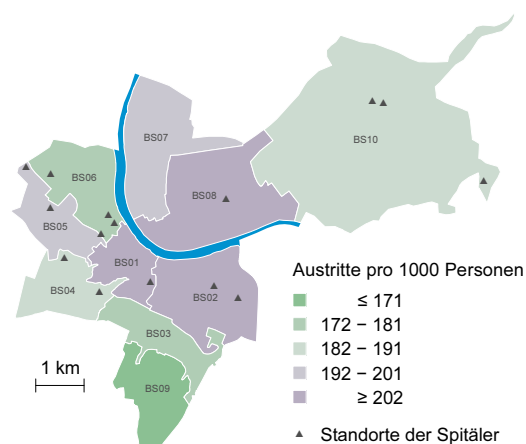 BS07
BS10
BS06
BS08
BS05
BS01
BS04
BS02
BS03
BS09
1 km
Austritte pro 1000 Personen
≤ 171
172 − 181
182 − 191
192 − 201
≥ 202
Standorte der Spitäler